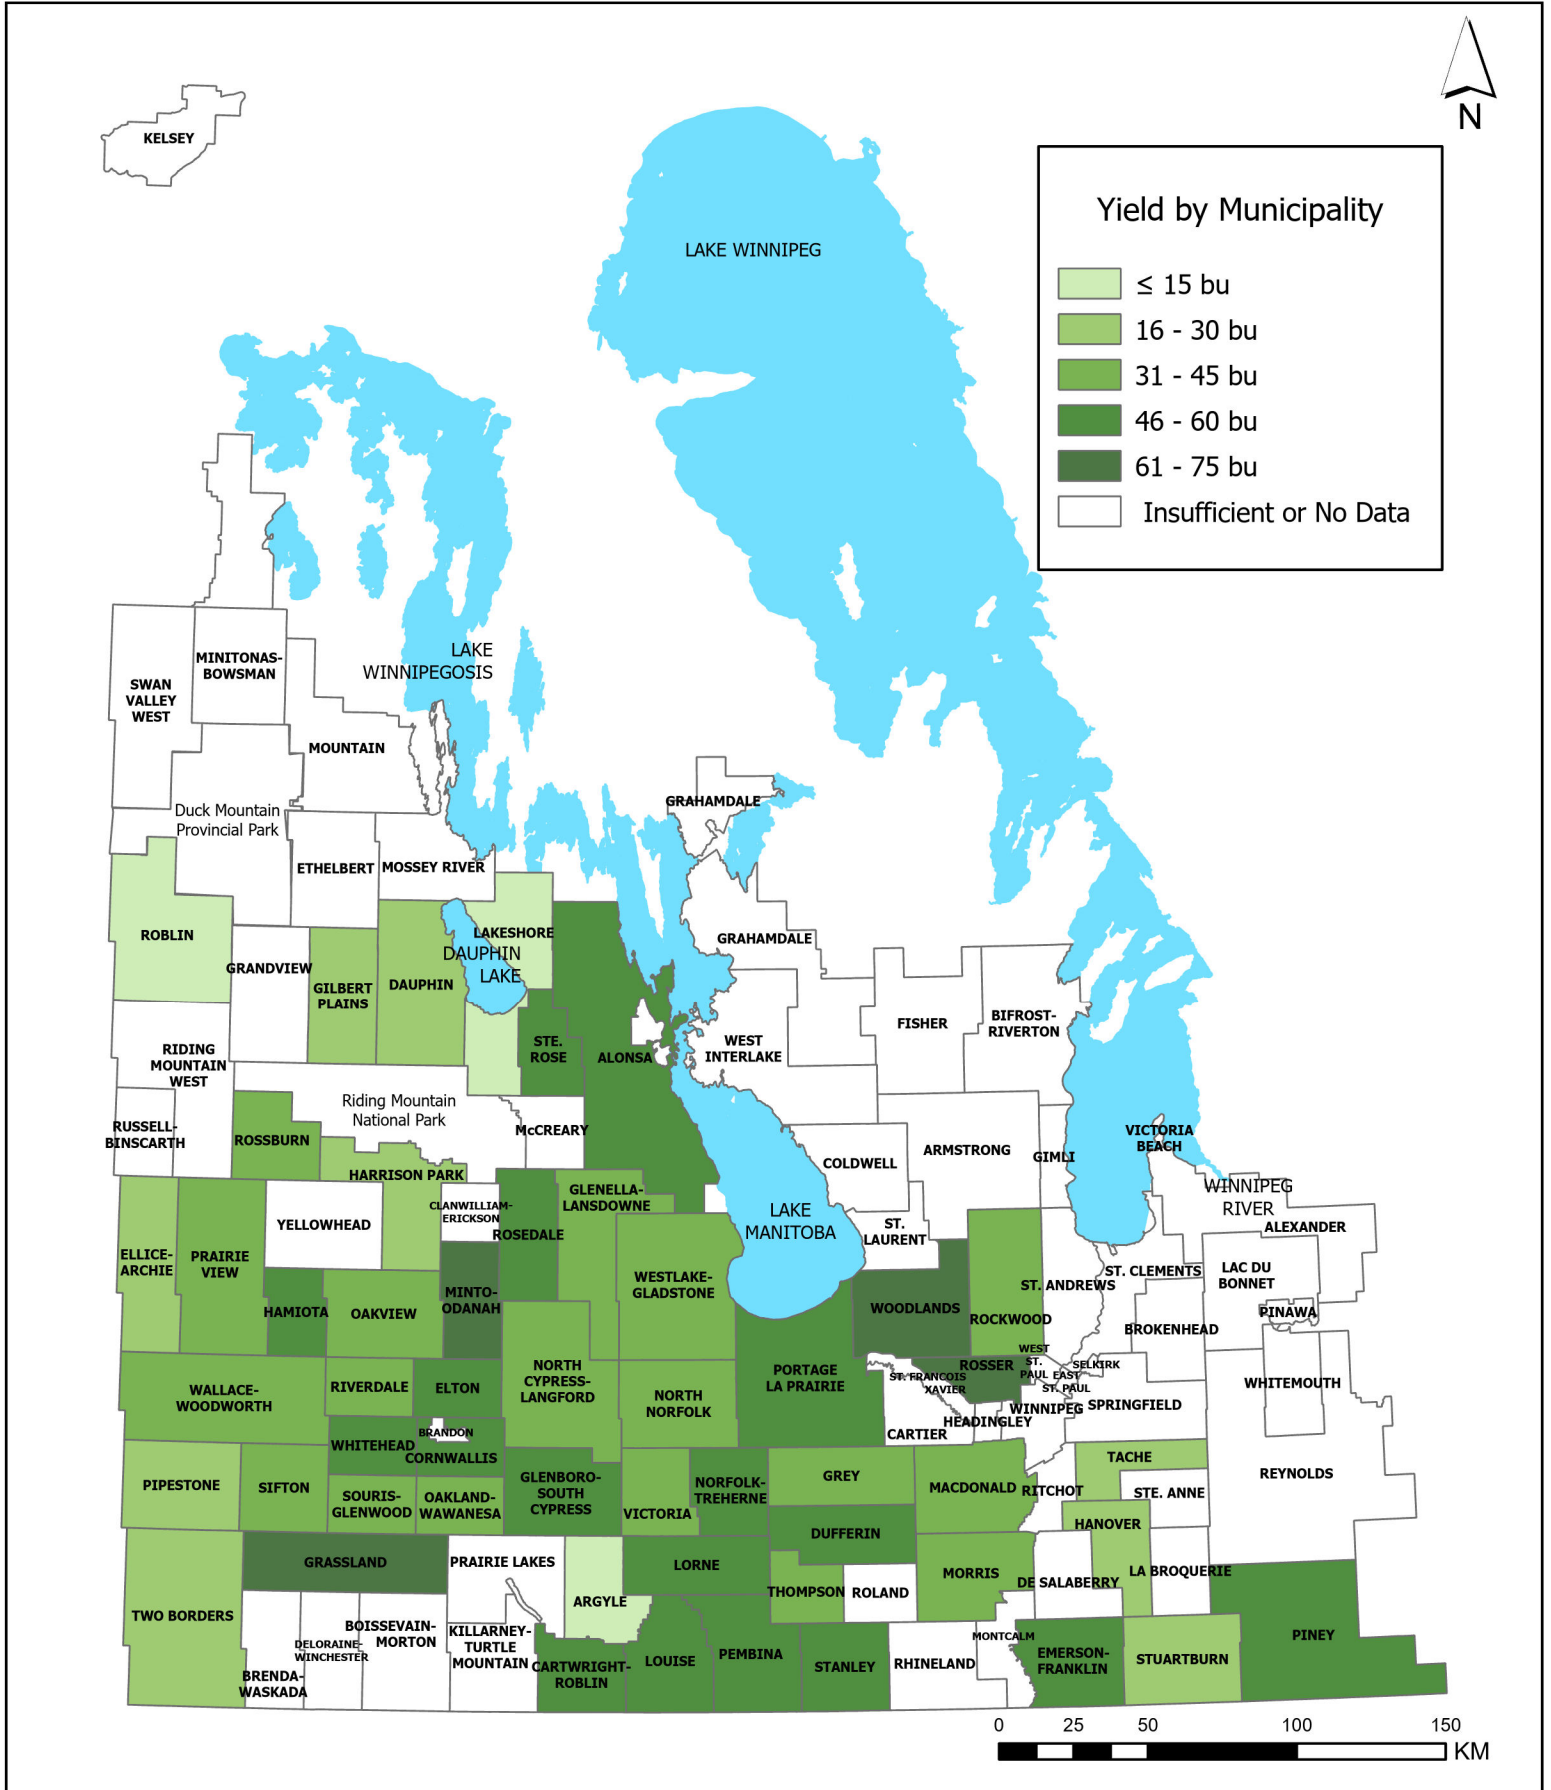 N
KELSEY
Yield by Municipality
≤ 15 bu
16 - 30 bu
31 - 45 bu
46 - 60 bu
61 - 75 bu
Insufficient or No Data
LAKE WINNIPEG
LAKE
WINNIPEGOSIS
MINITONAS-
BOWSMAN
SWAN
VALLEY
WEST
MOUNTAIN
Duck Mountain
Provincial Park
GRAHAMDALE
ETHELBERT
MOSSEY RIVER
ROBLIN
LAKESHORE
DAUPHIN
LAKE
GRAHAMDALE
GRANDVIEW
GILBERT
PLAINS
DAUPHIN
FISHER
BIFROST-
RIVERTON
STE.
ROSE
ALONSA
WEST
INTERLAKE
RIDING
MOUNTAIN
WEST
Riding Mountain
National Park
RUSSELL-
BINSCARTH
ROSSBURN
McCREARY
VICTORIA
BEACH
ARMSTRONG
GIMLI
COLDWELL
HARRISON PARK
GLENELLA-
LANSDOWNE
WINNIPEG
RIVER
CLANWILLIAM-
ERICKSON
YELLOWHEAD
ROSEDALE
LAKE
MANITOBA
ST.
LAURENT
ALEXANDER
ELLICE-
ARCHIE
PRAIRIE
VIEW
WESTLAKE-
GLADSTONE
ST. CLEMENTS
ST. ANDREWS
LAC DU
BONNET
HAMIOTA
OAKVIEW
MINTO-
ODANAH
WOODLANDS
ROCKWOOD
PINAWA
BROKENHEAD
WEST
ST.
PAUL
EAST
ST. PAUL
SELKIRK
ROSSER
ST. FRANCOIS
XAVIER
PORTAGE
LA PRAIRIE
NORTH
CYPRESS-
LANGFORD
NORTH
NORFOLK
WALLACE-
WOODWORTH
RIVERDALE
ELTON
WHITEMOUTH
WINNIPEG
SPRINGFIELD
HEADINGLEY
CARTIER
BRANDON
WHITEHEAD
CORNWALLIS
TACHE
REYNOLDS
PIPESTONE
SIFTON
SOURIS-
GLENWOOD
OAKLAND-
WAWANESA
GLENBORO-
SOUTH
CYPRESS
VICTORIA
NORFOLK-
TREHERNE
GREY
MACDONALD
RITCHOT
STE. ANNE
HANOVER
DUFFERIN
GRASSLAND
PRAIRIE LAKES
LORNE
MORRIS
DE SALABERRY
LA BROQUERIE
THOMPSON
ROLAND
ARGYLE
TWO BORDERS
BOISSEVAIN-
MORTON
DELORAINE-
WINCHESTER
KILLARNEY-
TURTLE
MOUNTAIN
BRENDA-
WASKADA
CARTWRIGHT-
ROBLIN
LOUISE
PEMBINA
STANLEY
RHINELAND
MONTCALM
EMERSON-
FRANKLIN
STUARTBURN
PINEY
0 25 50 100 150
KM